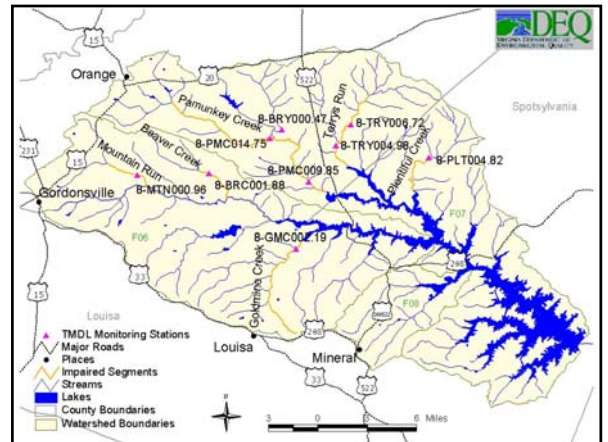 DEQ
VIRGINIA DEPARTMENT OF
ENVIRONMENTAL QUALITY
15
Orange
20
522
Spotsylvania
Pamunkey Creek
8-BRY000.47
Terrys Run
8-TRY006.72
Beaver Creek
8-PMC014.75
8-TRY004.98
Plentiful Creek
8-PLT004.82
231
15
Mountain Run
8-PMC009.85
Gordonsville
8-MTN000.96
8-BRC001.88
F07
F06
8-GMC002.19
208
33
Goldmine Creek
15
F08
Louisa
208
Louisa
Mineral
522
33
TMDL Monitoring Stations
Major Roads
Places
Impaired Segments
Streams
Lakes
County Boundaries
Watershed Boundaries
N
3 0 3 6 Miles